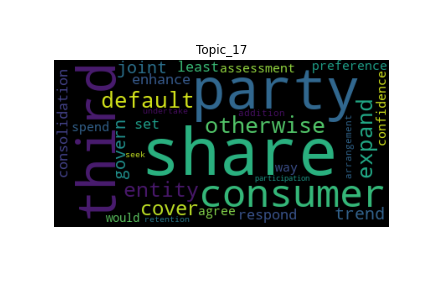 Topic_17
joint least assessment preference
enhance
third party
default
consolidation
spend set govern otherwise expand confidence
share
undertake addition
seek way arrangement
participation
entity consumer
cover agree respond trend
would retention